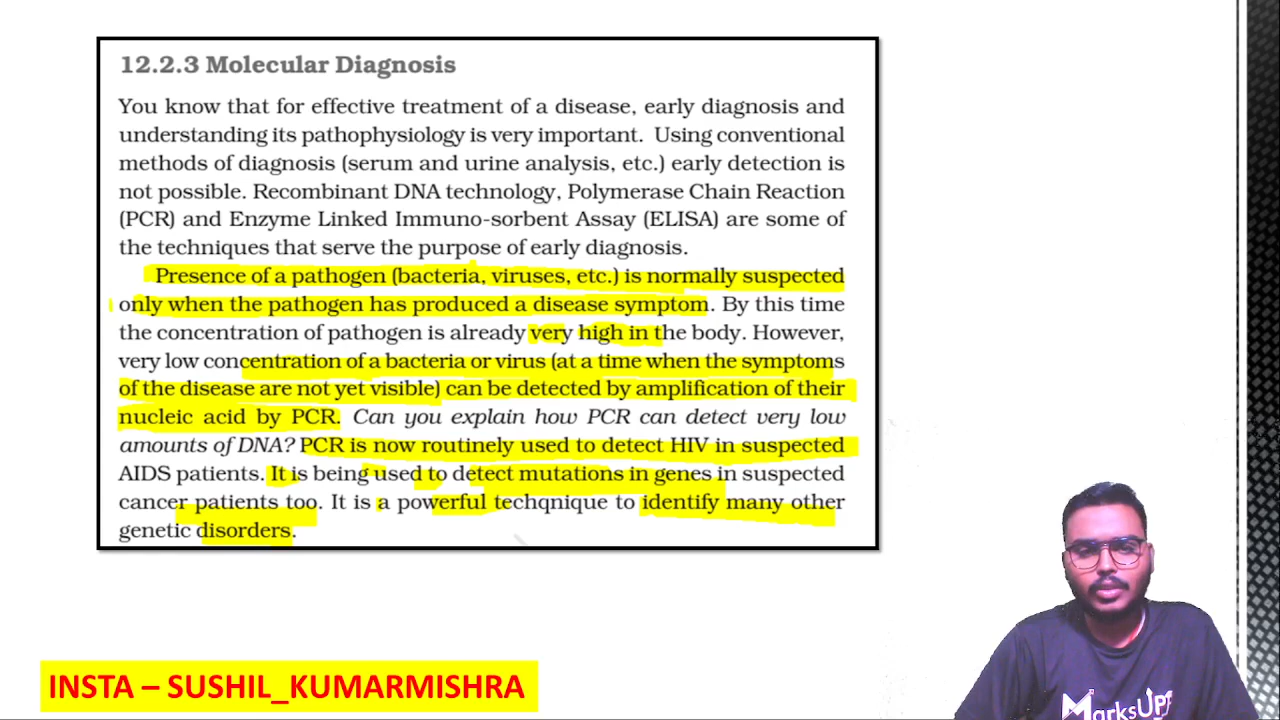 12.2.3 Molecular Diagnosis
You know that for effective treatment of a disease, early diagnosis and
understanding its pathophysiology is very important. Using conventional
methods of diagnosis (serum and urine analysis, etc.) early detection is
not possible. Recombinant DNA technology, Polymerase Chain Reaction
(PCR) and Enzyme Linked Immuno-sorbent Assay (ELISA) are some of
the techniques that serve the purpose of early diagnosis.
Presence of a pathogen (bacteria, viruses, etc.) is normally suspected
only when the pathogen has produced a disease symptom. By this time
the concentration of pathogen is already very high in the body. However,
very low concentration of a bacteria or virus (at a time when the symptoms
of the disease are not yet visible) can be detected by amplification of their
nucleic acid by PCR. Can you explain how PCR can detect very low
amounts of DNA? PCR is now routinely used to detect HIV in suspected
AIDS patients. It is being used to detect mutations in genes in suspected
cancer patients too. It is a powerful techqnique to identify many other
genetic disorders.
INSTA – SUSHIL_KUMARMISHRA